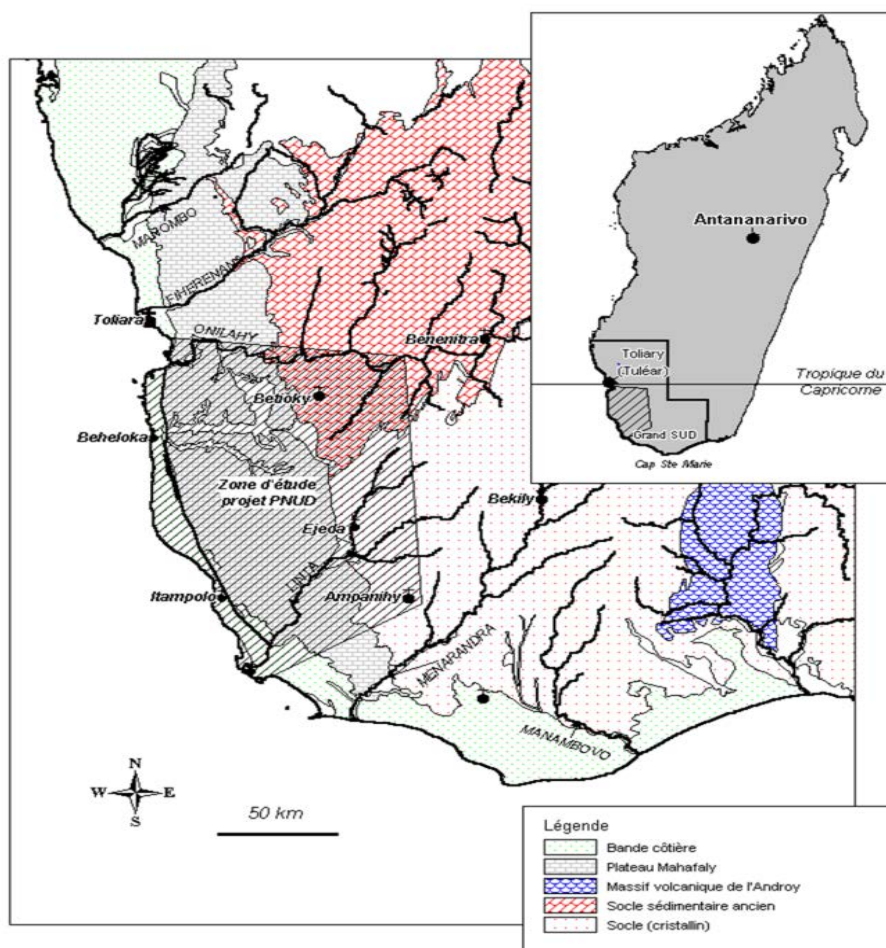 Antananarivo
Toliary
(Tuléar)
Tropique du
Capricorne
Grand SUD
Cap Ste Marie
MAROMBO
FIHERENANA
Toliara
ONILAHY
Benenitra
Betioky
Beheloka
Zone d'étude
projet PNUD
Bekily
Ejeda
LINTA
Itampolo
Ampanihy
MENARANDRA
MANAMBOVO
N
W E
S
50 km
Légende
Bande côtière
Plateau Mahafaly
Massif volcanique de l'Androy
Socle sédimentaire ancien
Socle (cristallin)